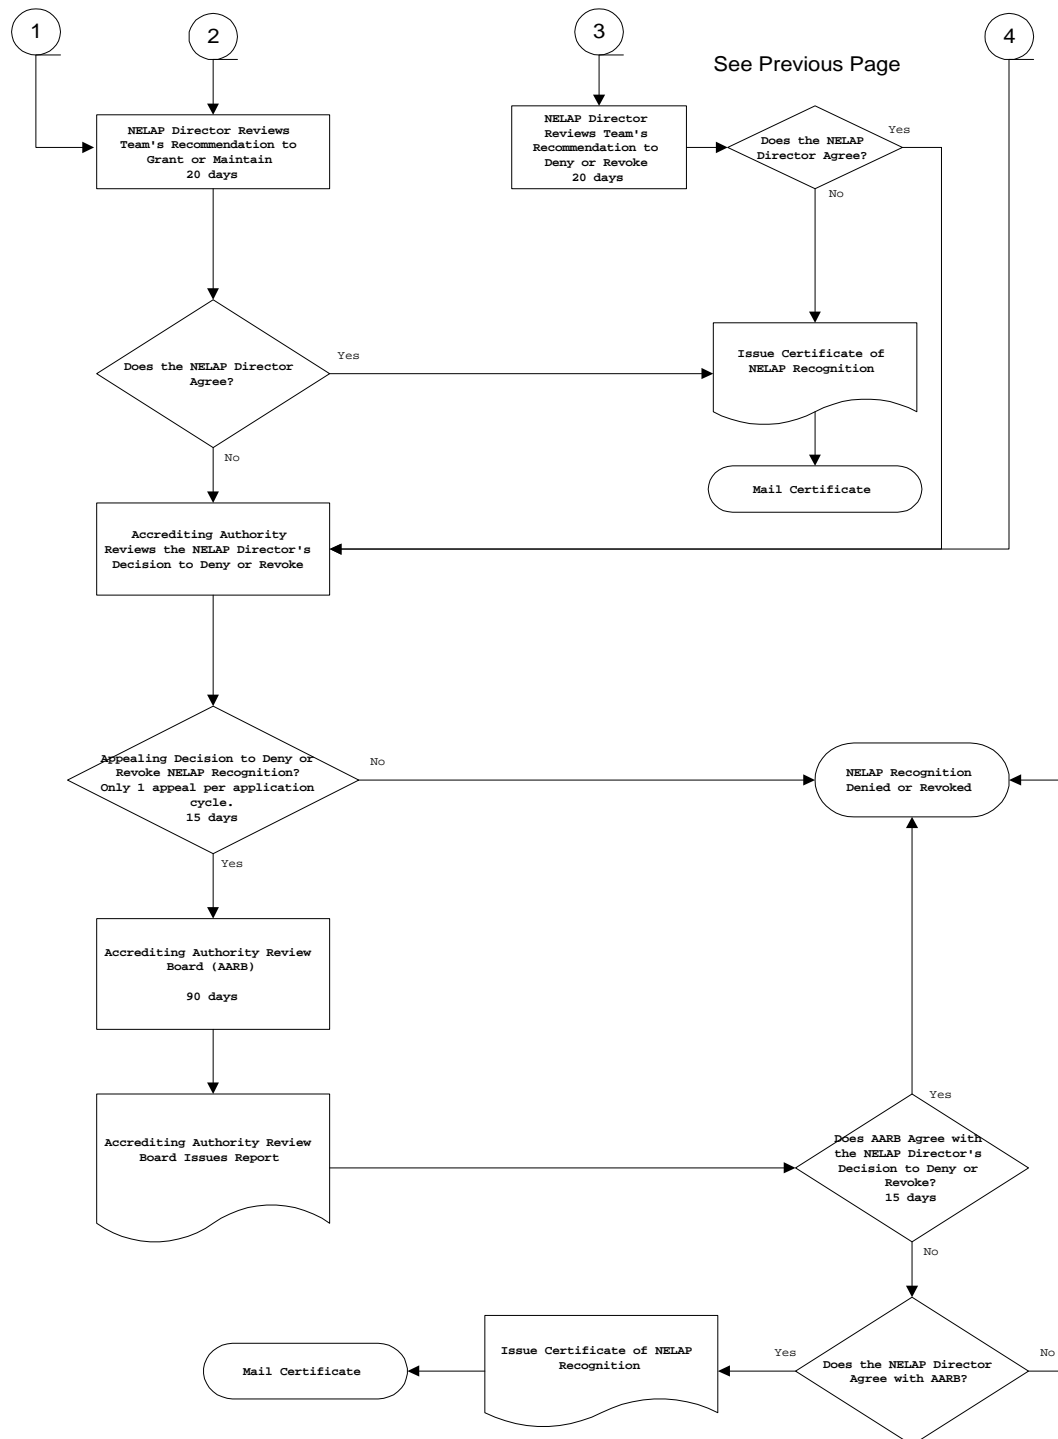 1
2
3
4
See Previous Page
NELAP Director Reviews
Team's Recommendation to
Grant or Maintain
20 days
NELAP Director
Reviews Team's
Recommendation to
Deny or Revoke
20 days
Does the NELAP
Director Agree?
Yes
No
Does the NELAP Director
Agree?
Yes
No
Issue Certificate of
NELAP Recognition
Mail Certificate
Accrediting Authority
Reviews the NELAP Director's
Decision to Deny or Revoke
Appealing Decision to Deny or
Revoke NELAP Recognition?
Only 1 appeal per application
cycle.
15 days
No
Yes
NELAP Recognition
Denied or Revoked
Accrediting Authority Review
Board (AARB)
90 days
Accrediting Authority Review
Board Issues Report
Yes
Does AARB Agree with
the NELAP Director's
Decision to Deny or
Revoke?
15 days
No
Mail Certificate
Issue Certificate of NELAP
Recognition
Yes
Does the NELAP Director
Agree with AARB?
No